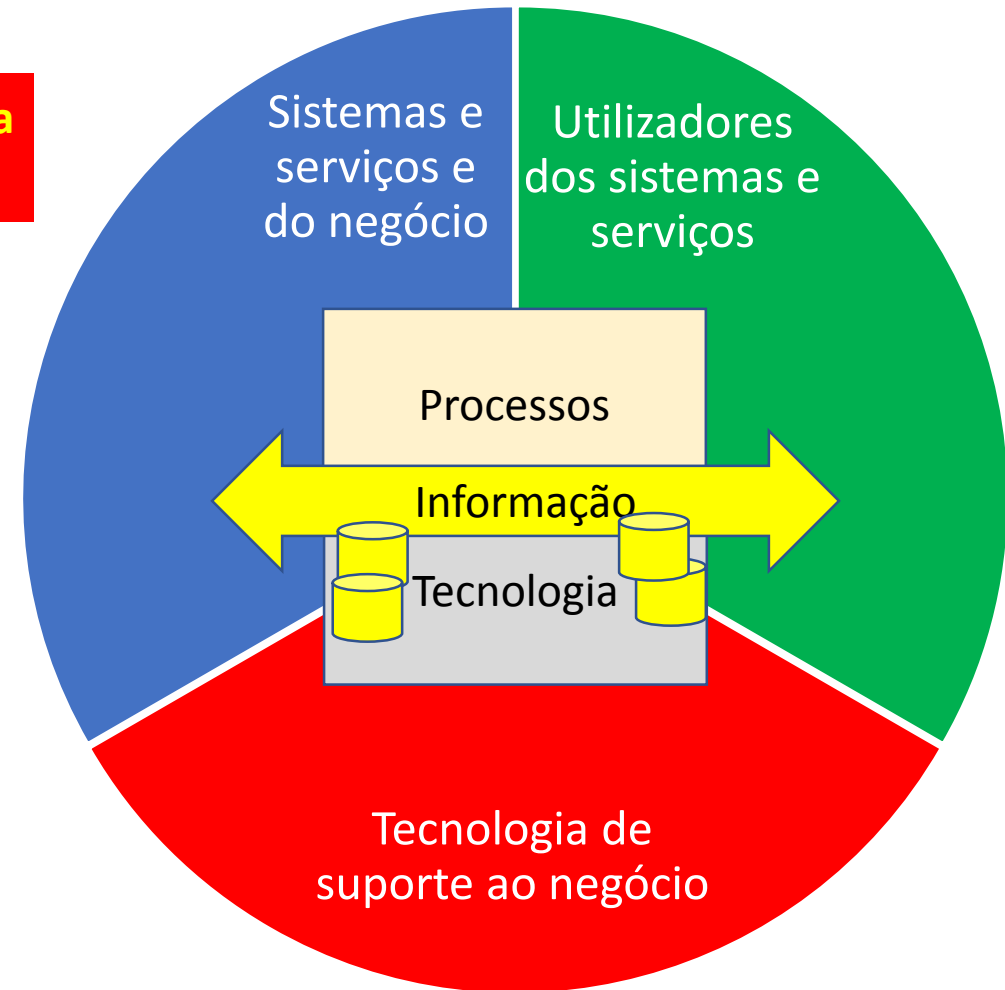 Sistemas e
serviços e
do negócio
Utilizadores
dos sistemas e
serviços
Processos
Informação
Tecnologia
Tecnologia de
suporte ao negócio